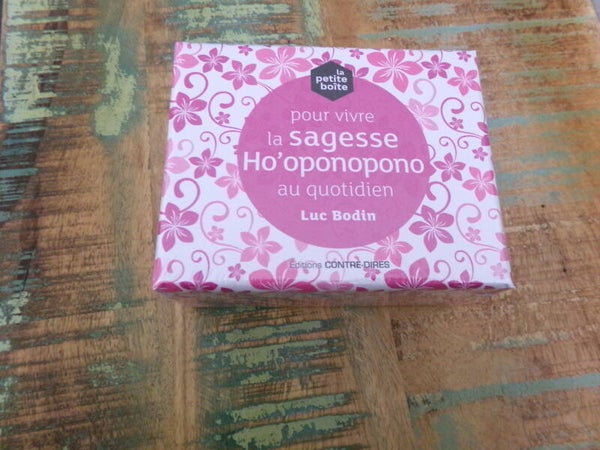 la
petite
boîte
pour vivre
la sagesse
Ho'oponopono
au quotidien
Luc Bodin
Éditions CONTRE-DIRES